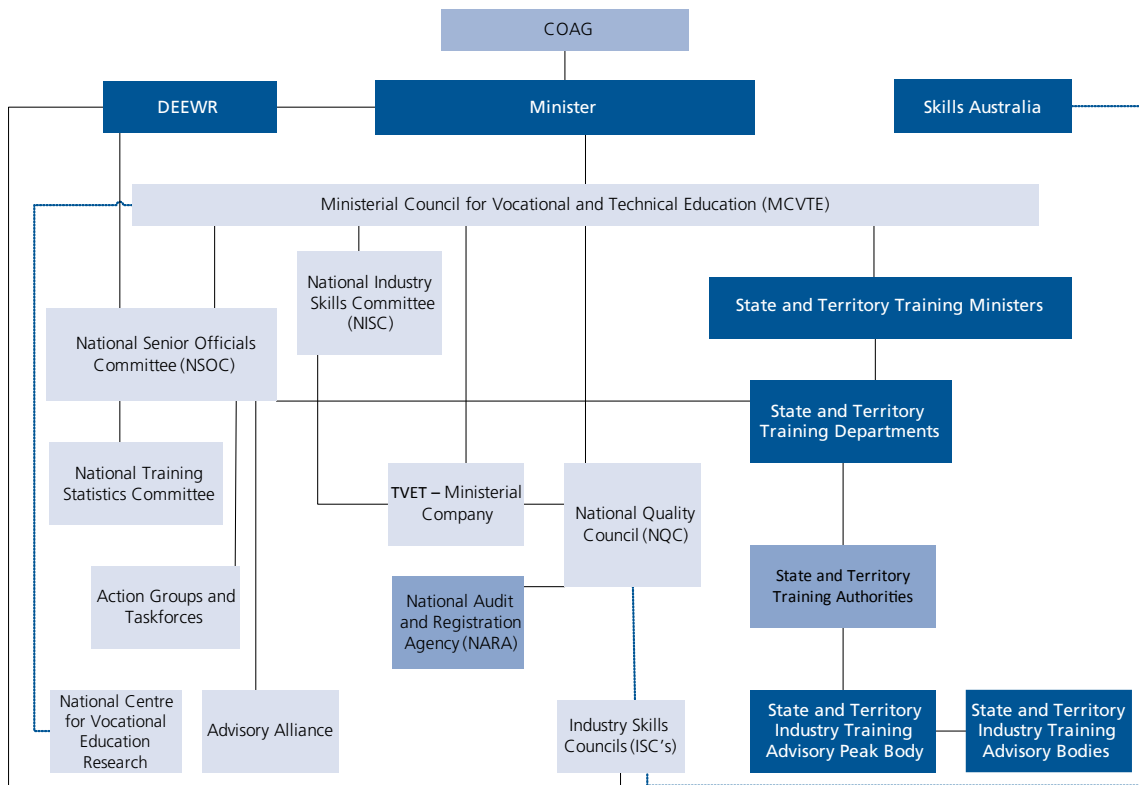 COAG
DEEWR
Minister
Skills Australia
Ministerial Council for Vocational and Technical Education (MCVTE)
National Industry
Skills Committee
(NISC)
State and Territory Training Ministers
National Senior Officials
Committee (NSOC)
State and Territory
Training Departments
National Training
Statistics Committee
TVET – Ministerial
Company
National Quality
Council (NQC)
Action Groups and
Taskforces
National Audit
and Registration
Agency (NARA)
State and Territory
Training Authorities
National Centre
for Vocational
Education
Research
Advisory Alliance
Industry Skills
Councils (ISC's)
State and Territory
Industry Training
Advisory Peak Body
State and Territory
Industry Training
Advisory Bodies